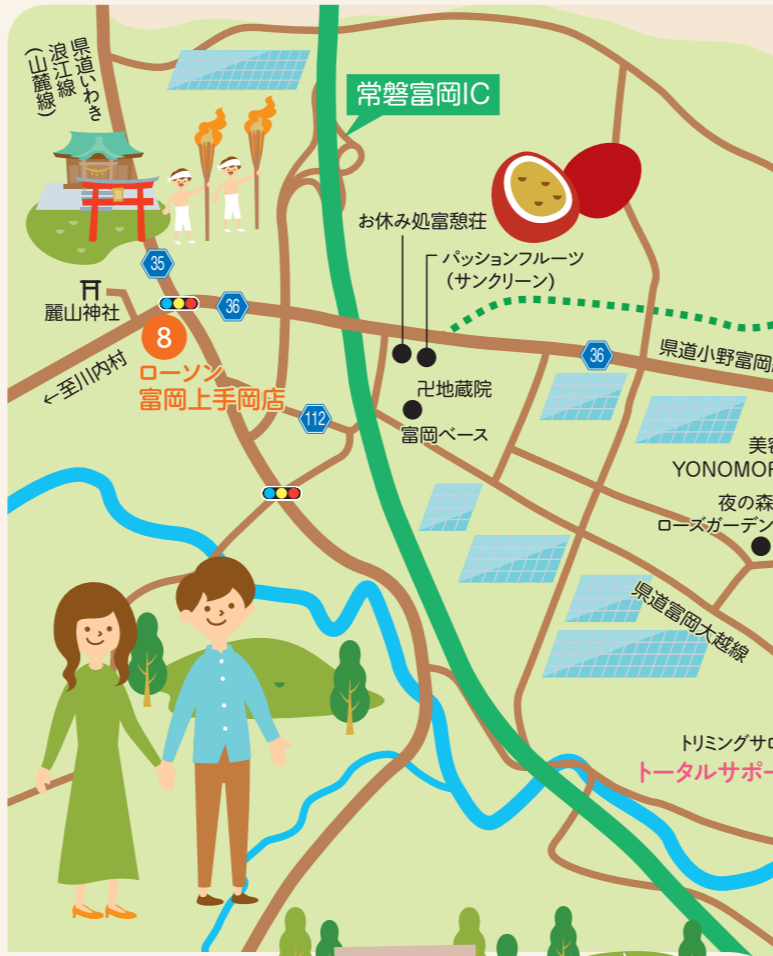 県道いわき
浪江線
(山麓線)
常磐富岡IC
お休み処富憩荘
パッションフルーツ
(サンクリーン)
35
麗山神社
36
8
ローソン
富岡上手岡店
←至川内村
112
卍地蔵院
富岡ベース
36
県道小野富岡
美容
YONOMOR
夜の森
ローズガーデン
県道富岡大越線
トリミングサロ
トータルサポー